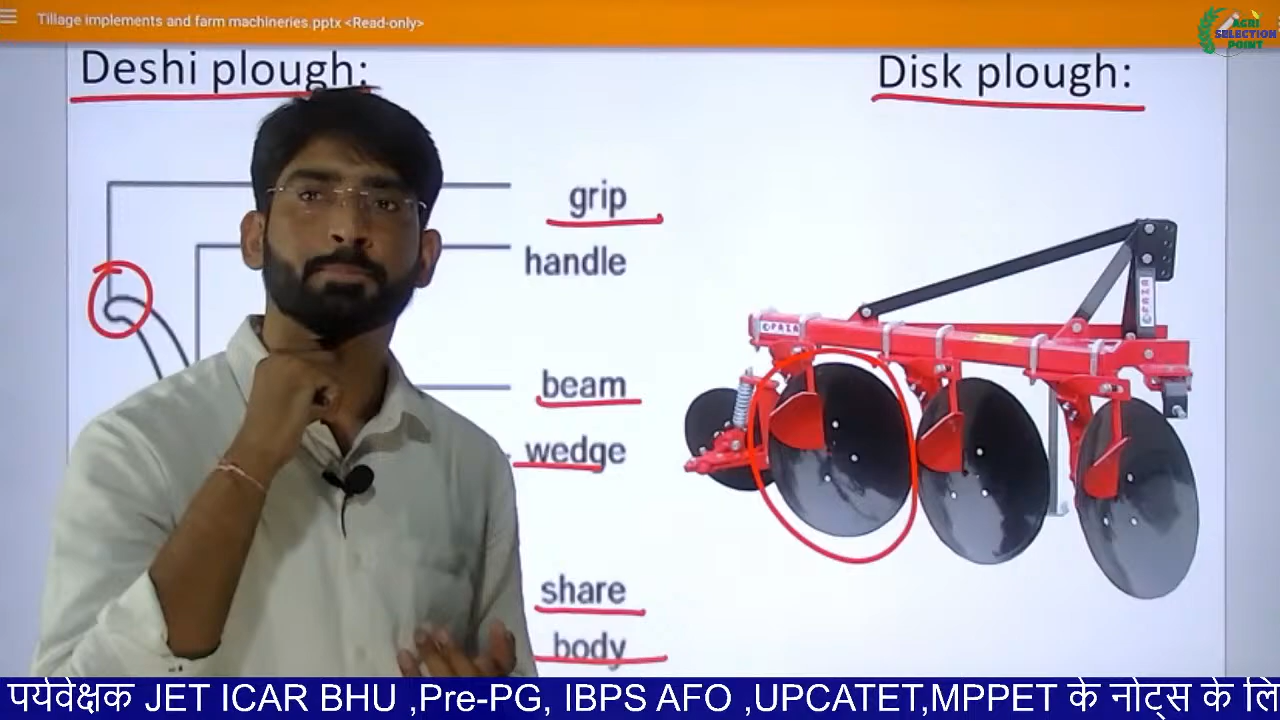 Tillage implements and farm machineries.pptx <Read-only>
AGRI
SELECTION
POINT
Deshi plough:
Disk plough:
grip
handle
beam
wedge
share
body
पर्यवेक्षक JET ICAR BHU ,Pre-PG, IBPS AFO ,UPCATET,MPPET के नोट्स के लि